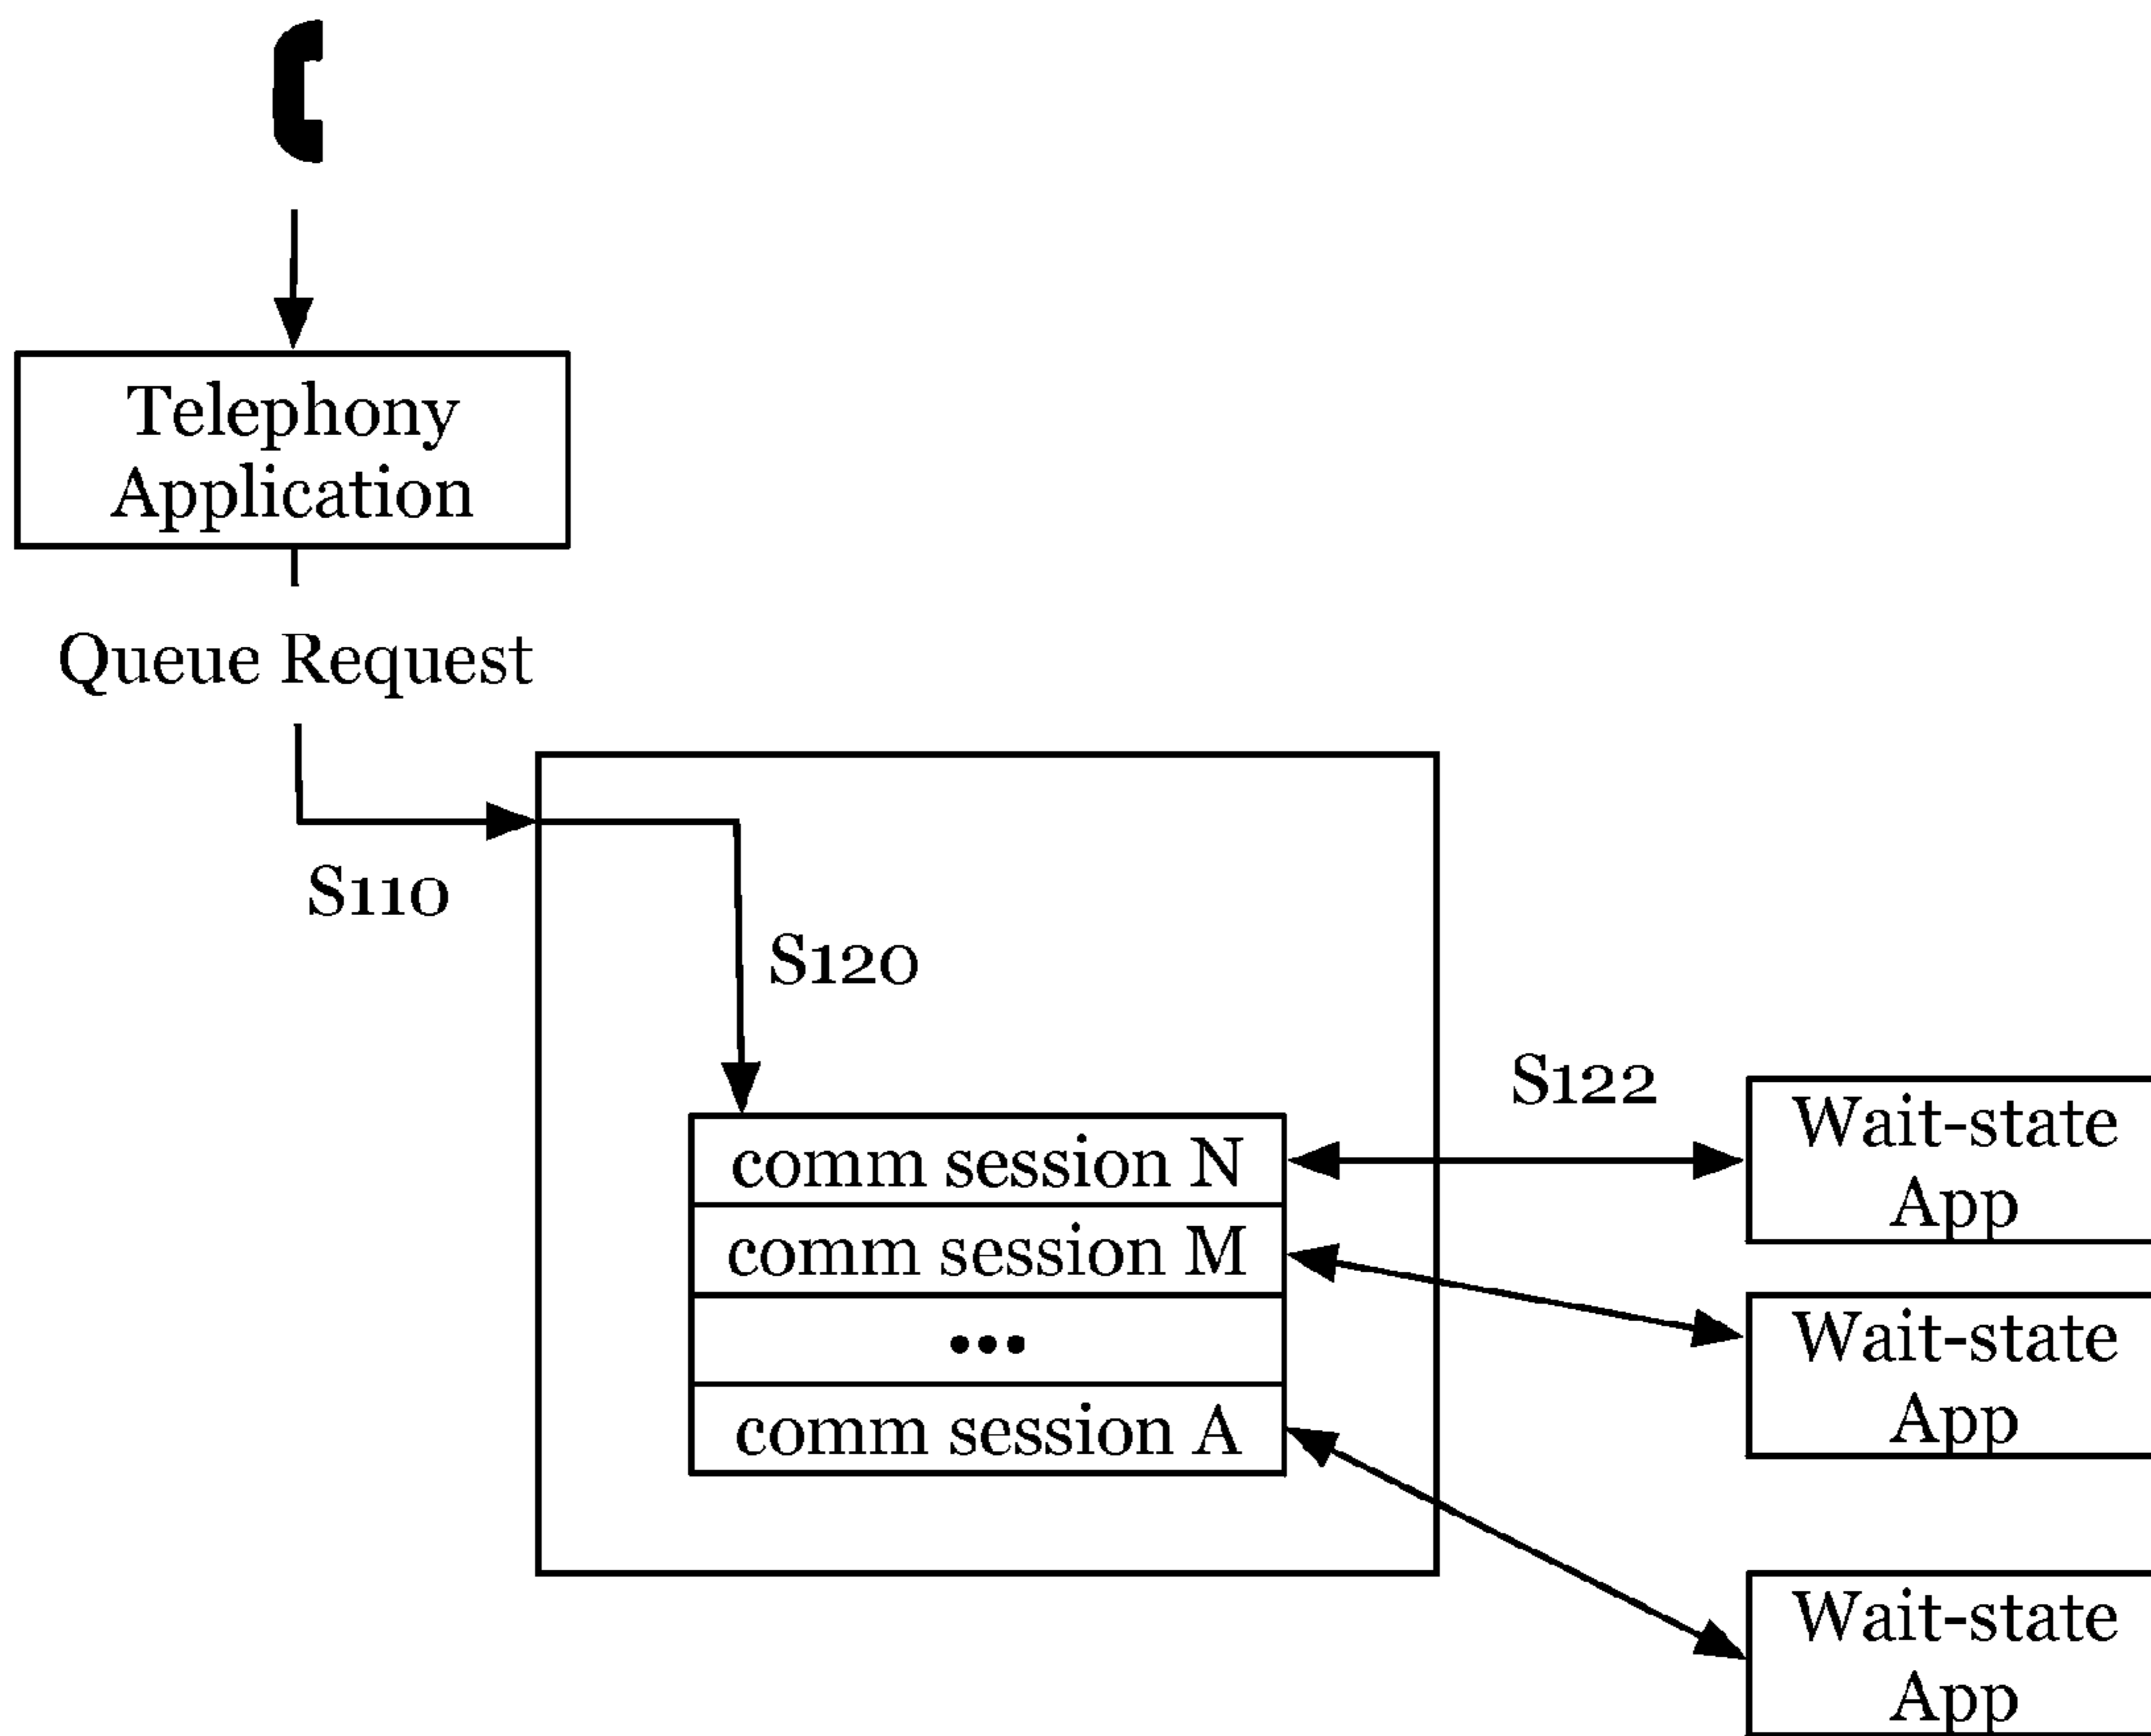 Telephony
Application
Queue Request
S110
S120
S122
comm session N
comm session M
•••
comm session A
Wait-state
App
Wait-state
App
Wait-state
App